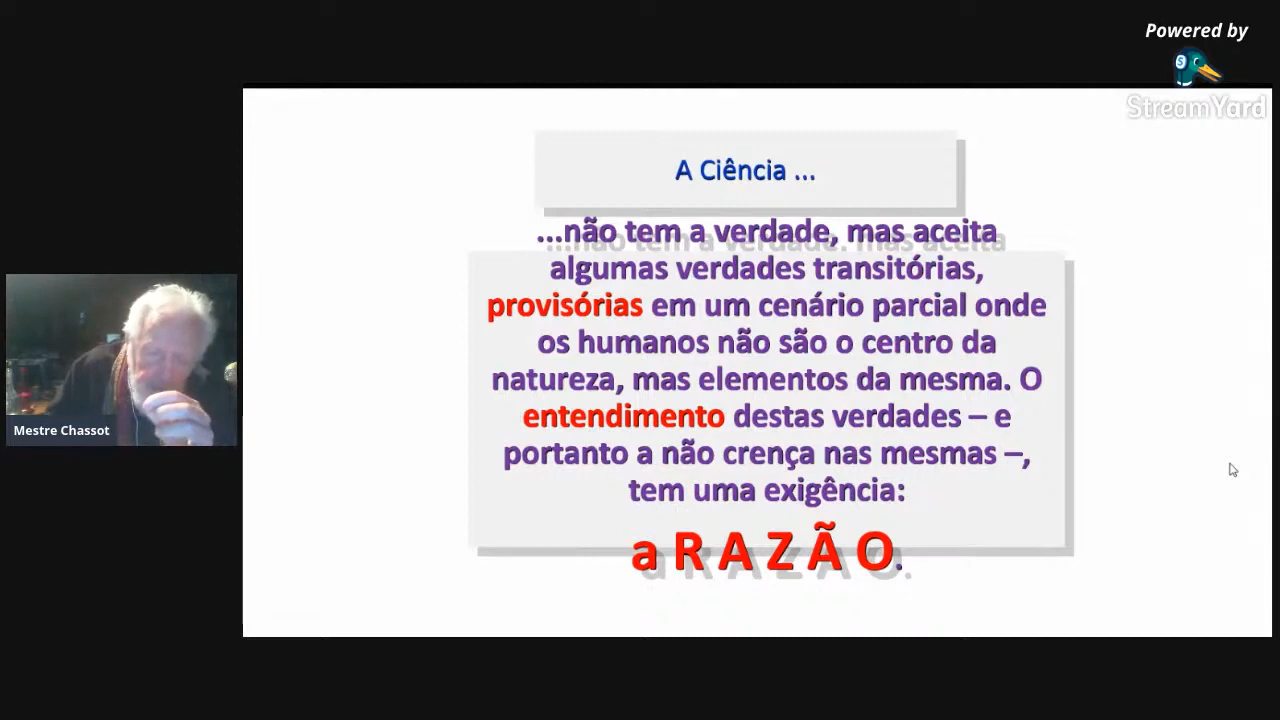 Powered by
StreamYard
A Ciência ...
...não tem a verdade, mas aceita
algumas verdades transitórias,
provisórias em um cenário parcial onde
os humanos não são o centro da
natureza, mas elementos da mesma. O
entendimento destas verdades – e
portanto a não crença nas mesmas –,
tem uma exigência:
a R A Z Ã O.
Mestre Chassot